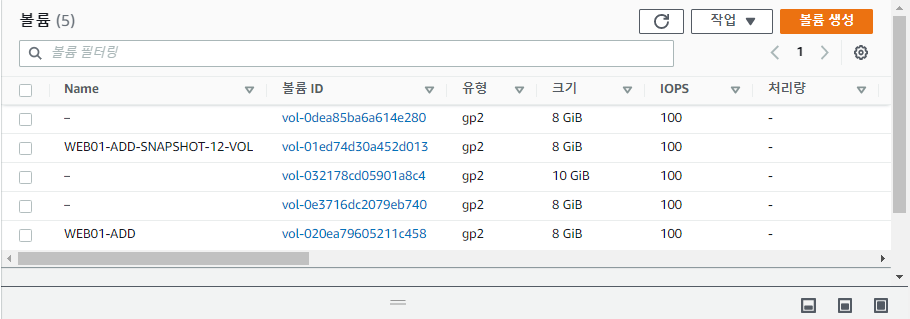 볼륨 (5) 작업 볼륨 생성
볼륨 필터링 1
Name 볼륨 ID 유형 크기 IOPS 처리량
– vol-0dea85ba6a614e280 gp2 8 GiB 100 -
WEB01-ADD-SNAPSHOT-12-VOL vol-01ed74d30a452d013 gp2 8 GiB 100 -
– vol-032178cd05901a8c4 gp2 10 GiB 100 -
– vol-0e3716dc2079eb740 gp2 8 GiB 100 -
WEB01-ADD vol-020ea79605211c458 gp2 8 GiB 100 -